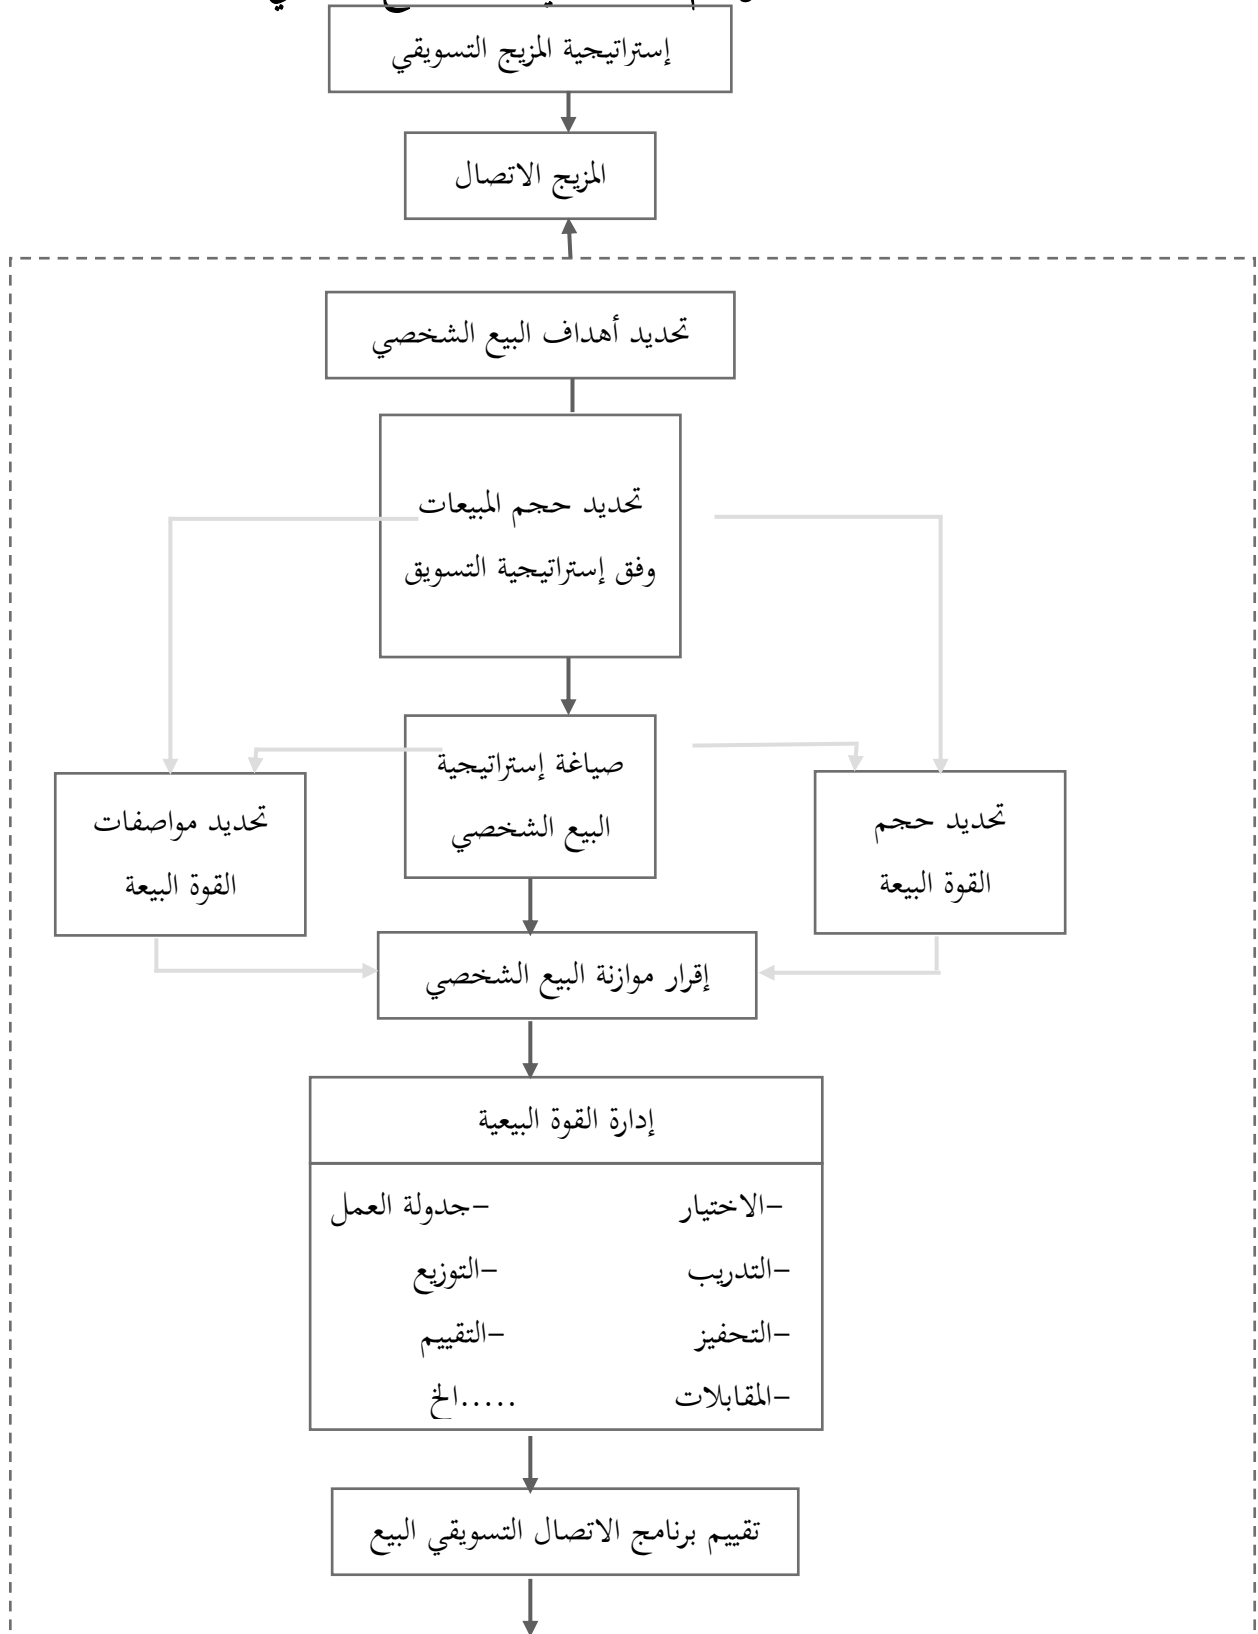 إستراتيجية المزيج التسويقي
المزيج الاتصال
تحديد أهداف البيع الشخصي
تحديد حجم المبيعات
وفق إستراتيجية التسويق
صياغة إستراتيجية
البيع الشخصي
تحديد حجم
القوة البيعة
تحديد مواصفات
القوة البيعة
إقرار موازنة البيع الشخصي
إدارة القوة البيعية
-الاختيار
-جدولة العمل
-التدريب
-التوزيع
-التحفيز
-التقييم
-المقابلات
.....الخ
تقييم برنامج الاتصال التسويقي البيع